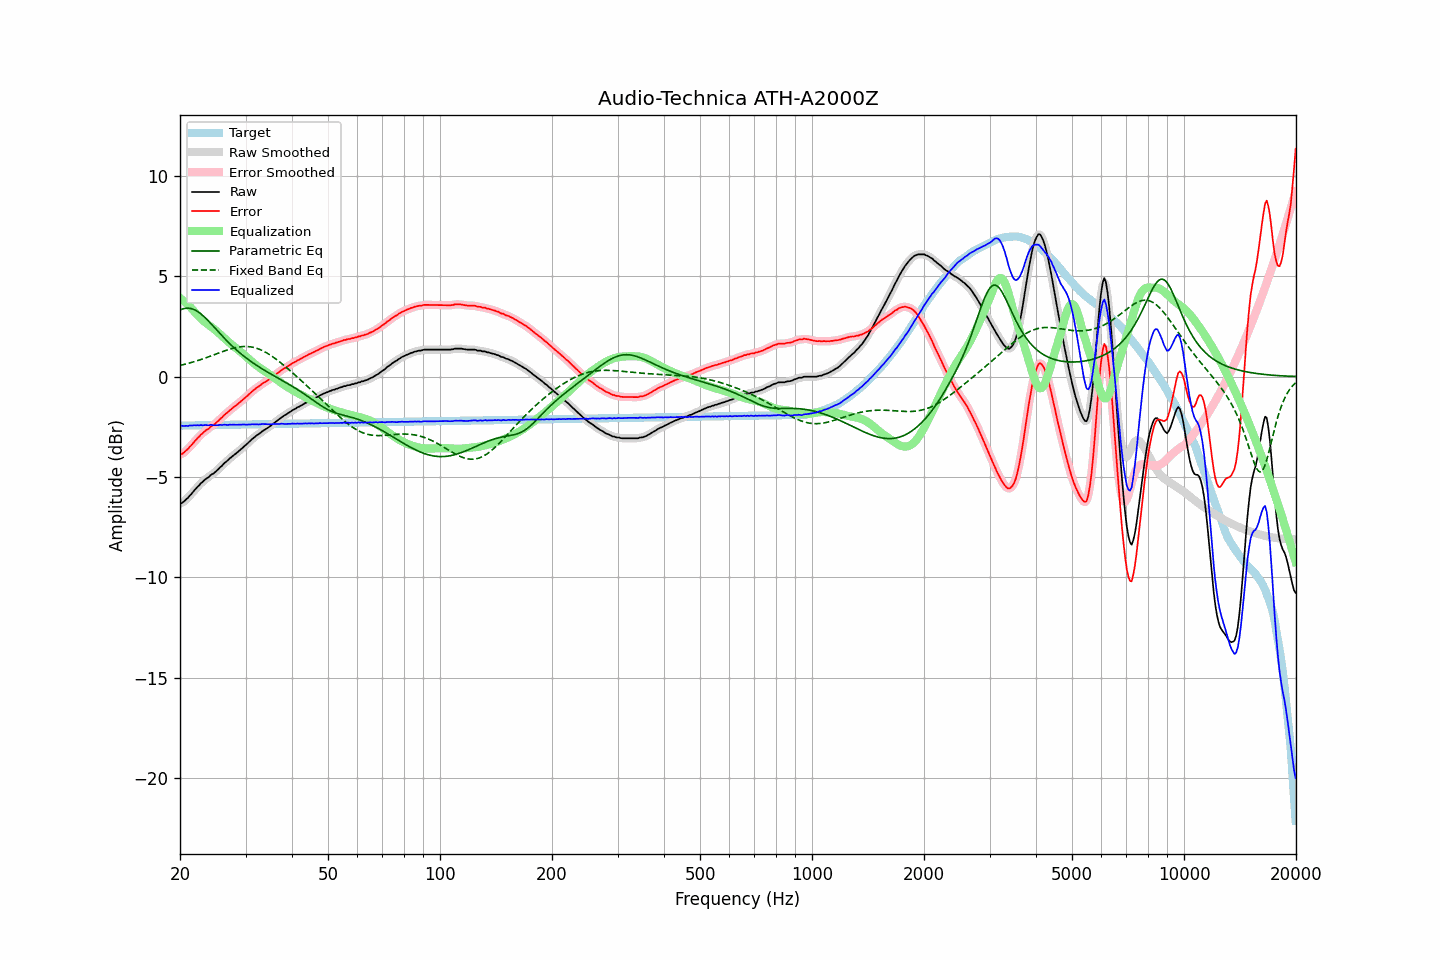 Audio-Technica ATH-A2000Z
Target
Raw Smoothed
Error Smoothed
Raw
Error
Equalization
Parametric Eq
Fixed Band Eq
Equalized
10
5
0
−5
−10
−15
−20
Amplitude (dBr)
20 50 100 200 500 1000 2000 5000 10000 20000
Frequency (Hz)